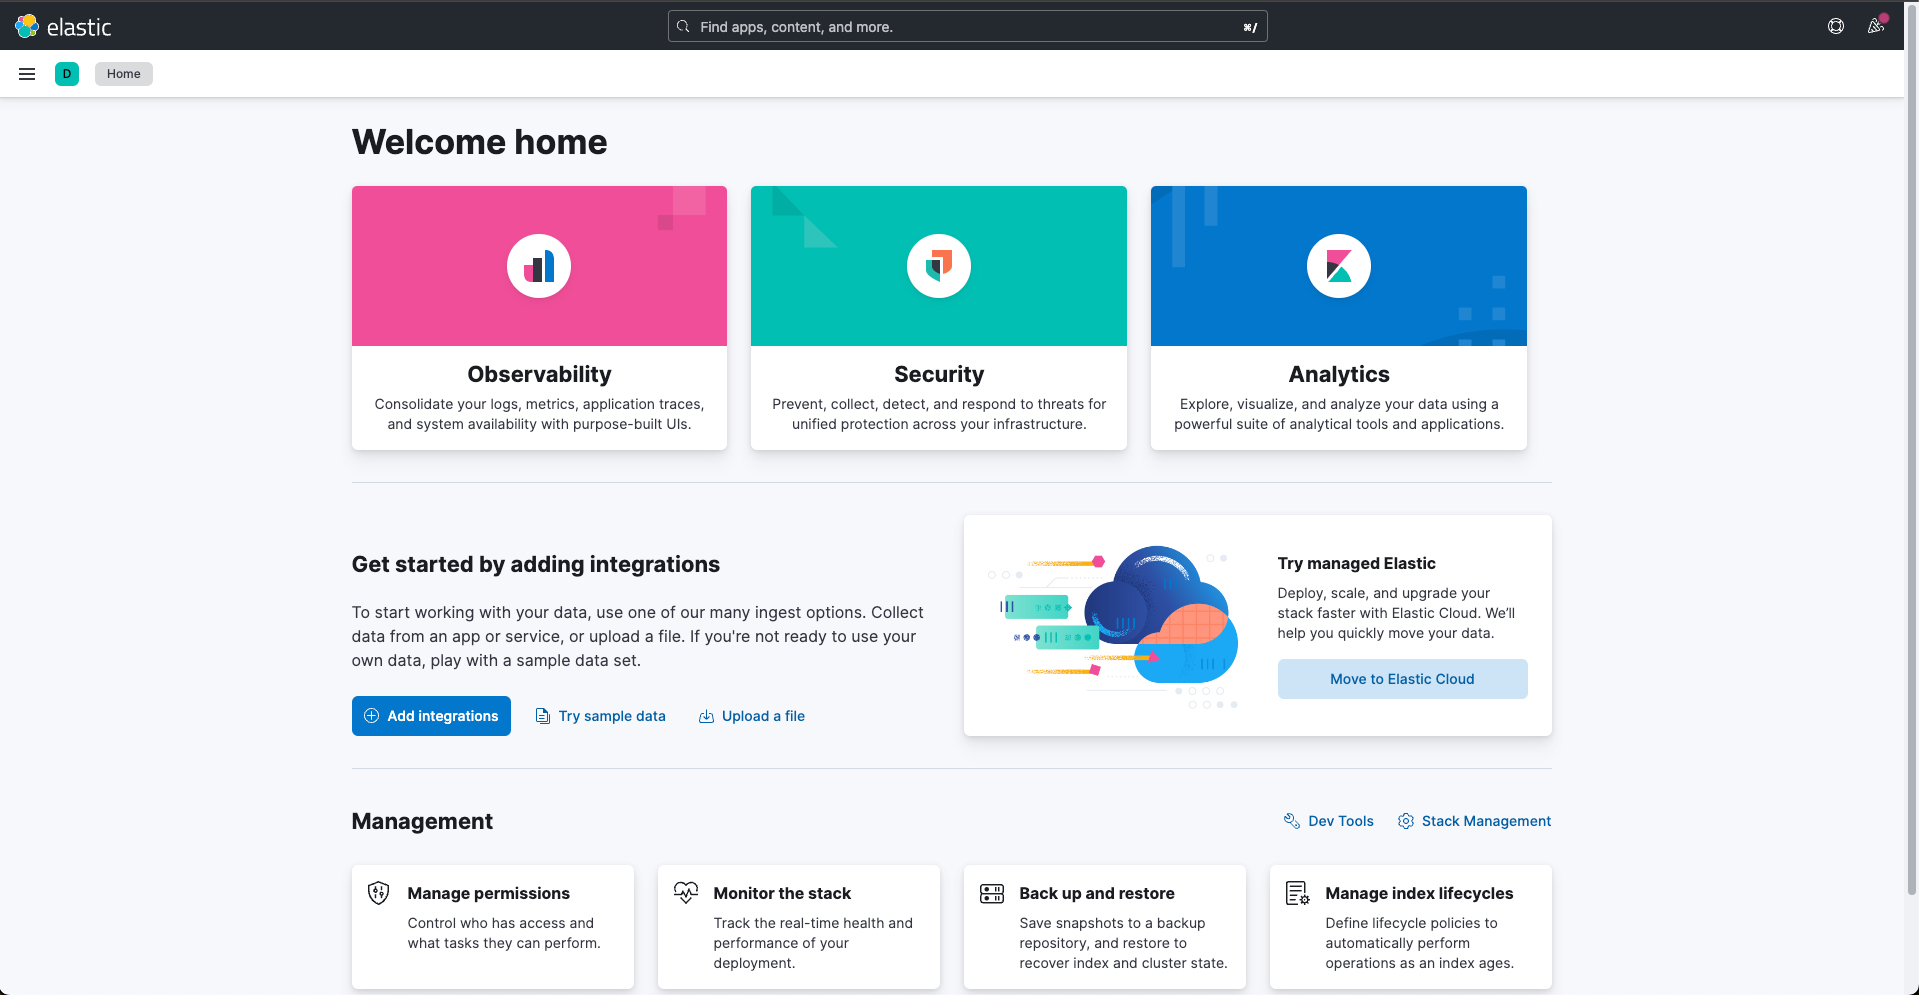 elastic
Find apps, content, and more.
⌘/
D
Home
Welcome home
Observability
Consolidate your logs, metrics, application traces,
and system availability with purpose-built UIs.
Security
Prevent, collect, detect, and respond to threats for
unified protection across your infrastructure.
Analytics
Explore, visualize, and analyze your data using a
powerful suite of analytical tools and applications.
Get started by adding integrations
To start working with your data, use one of our many ingest options. Collect
data from an app or service, or upload a file. If you're not ready to use your
own data, play with a sample data set.
Add integrations
Try sample data
Upload a file
Try managed Elastic
Deploy, scale, and upgrade your
stack faster with Elastic Cloud. We’ll
help you quickly move your data.
Move to Elastic Cloud
Management
Dev Tools
Stack Management
Manage permissions
Control who has access and
what tasks they can perform.
Monitor the stack
Track the real-time health and
performance of your
deployment.
Back up and restore
Save snapshots to a backup
repository, and restore to
recover index and cluster state.
Manage index lifecycles
Define lifecycle policies to
automatically perform
operations as an index ages.